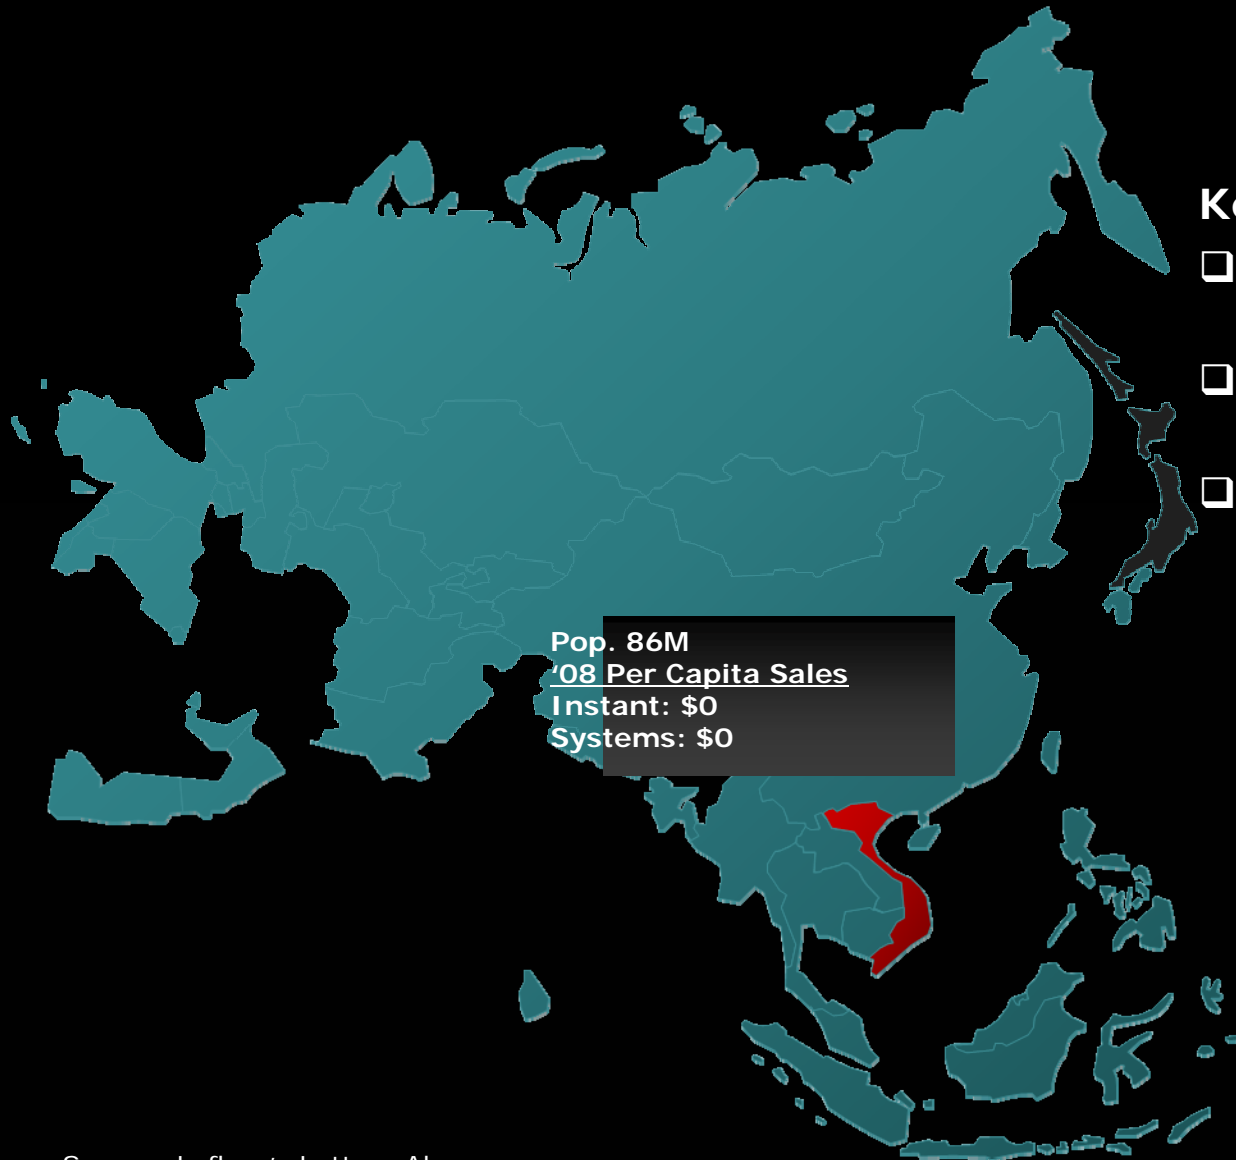 Pop. 86M
‘08 Per Capita Sales
Instant: $0
Systems: $0